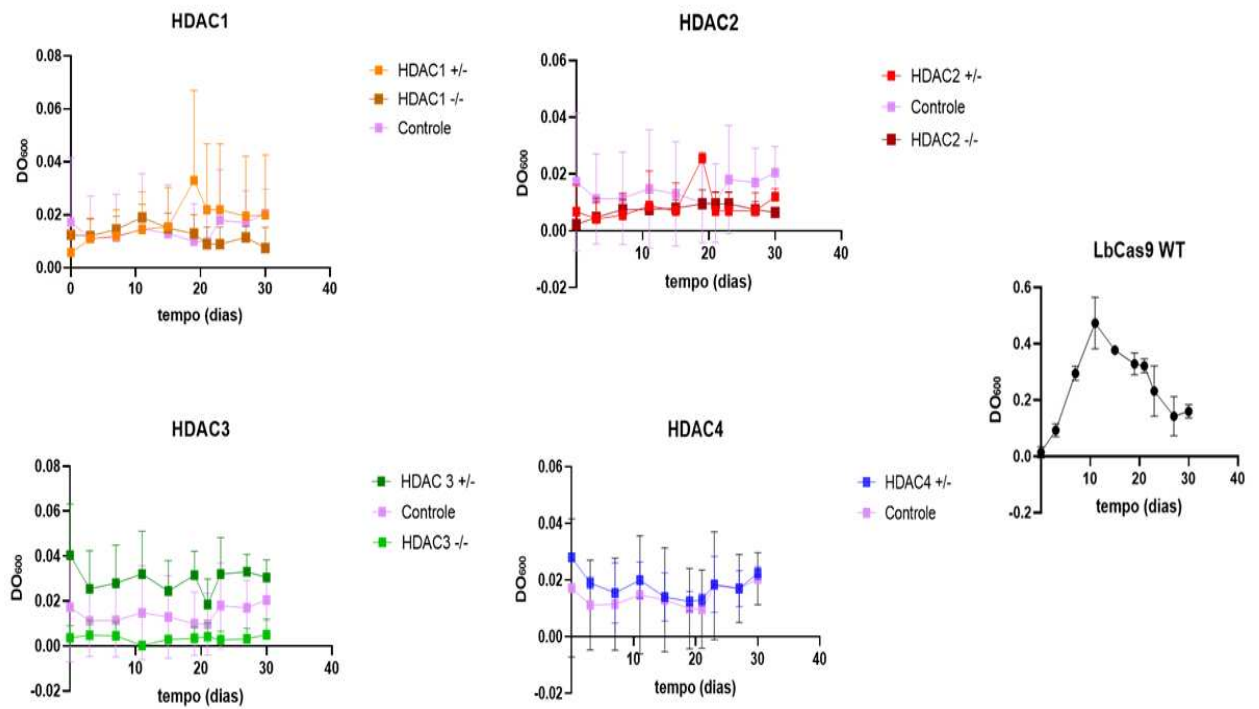 HDAC1
0.08
0.06
0.04
0.02
0.00
DO₆₀₀
0 10 20 30 40
tempo (dias)
HDAC1 +/-
HDAC1 -/-
Controle
HDAC2
0.06
0.04
0.02
0.00
-0.02
DO₆₀₀
10 20 30 40
tempo (dias)
HDAC2 +/-
Controle
HDAC2 -/-
LbCas9 WT
0.6
0.4
0.2
0.0
-0.2
DO₆₀₀
10 20 30 40
tempo (dias)
HDAC3
0.08
0.06
0.04
0.02
0.00
-0.02
DO₆₀₀
10 20 30 40
tempo (dias)
HDAC 3 +/-
Controle
HDAC3 -/-
HDAC4
0.06
0.04
0.02
0.00
-0.02
DO₆₀₀
10 20 30 40
tempo (dias)
HDAC4 +/-
Controle